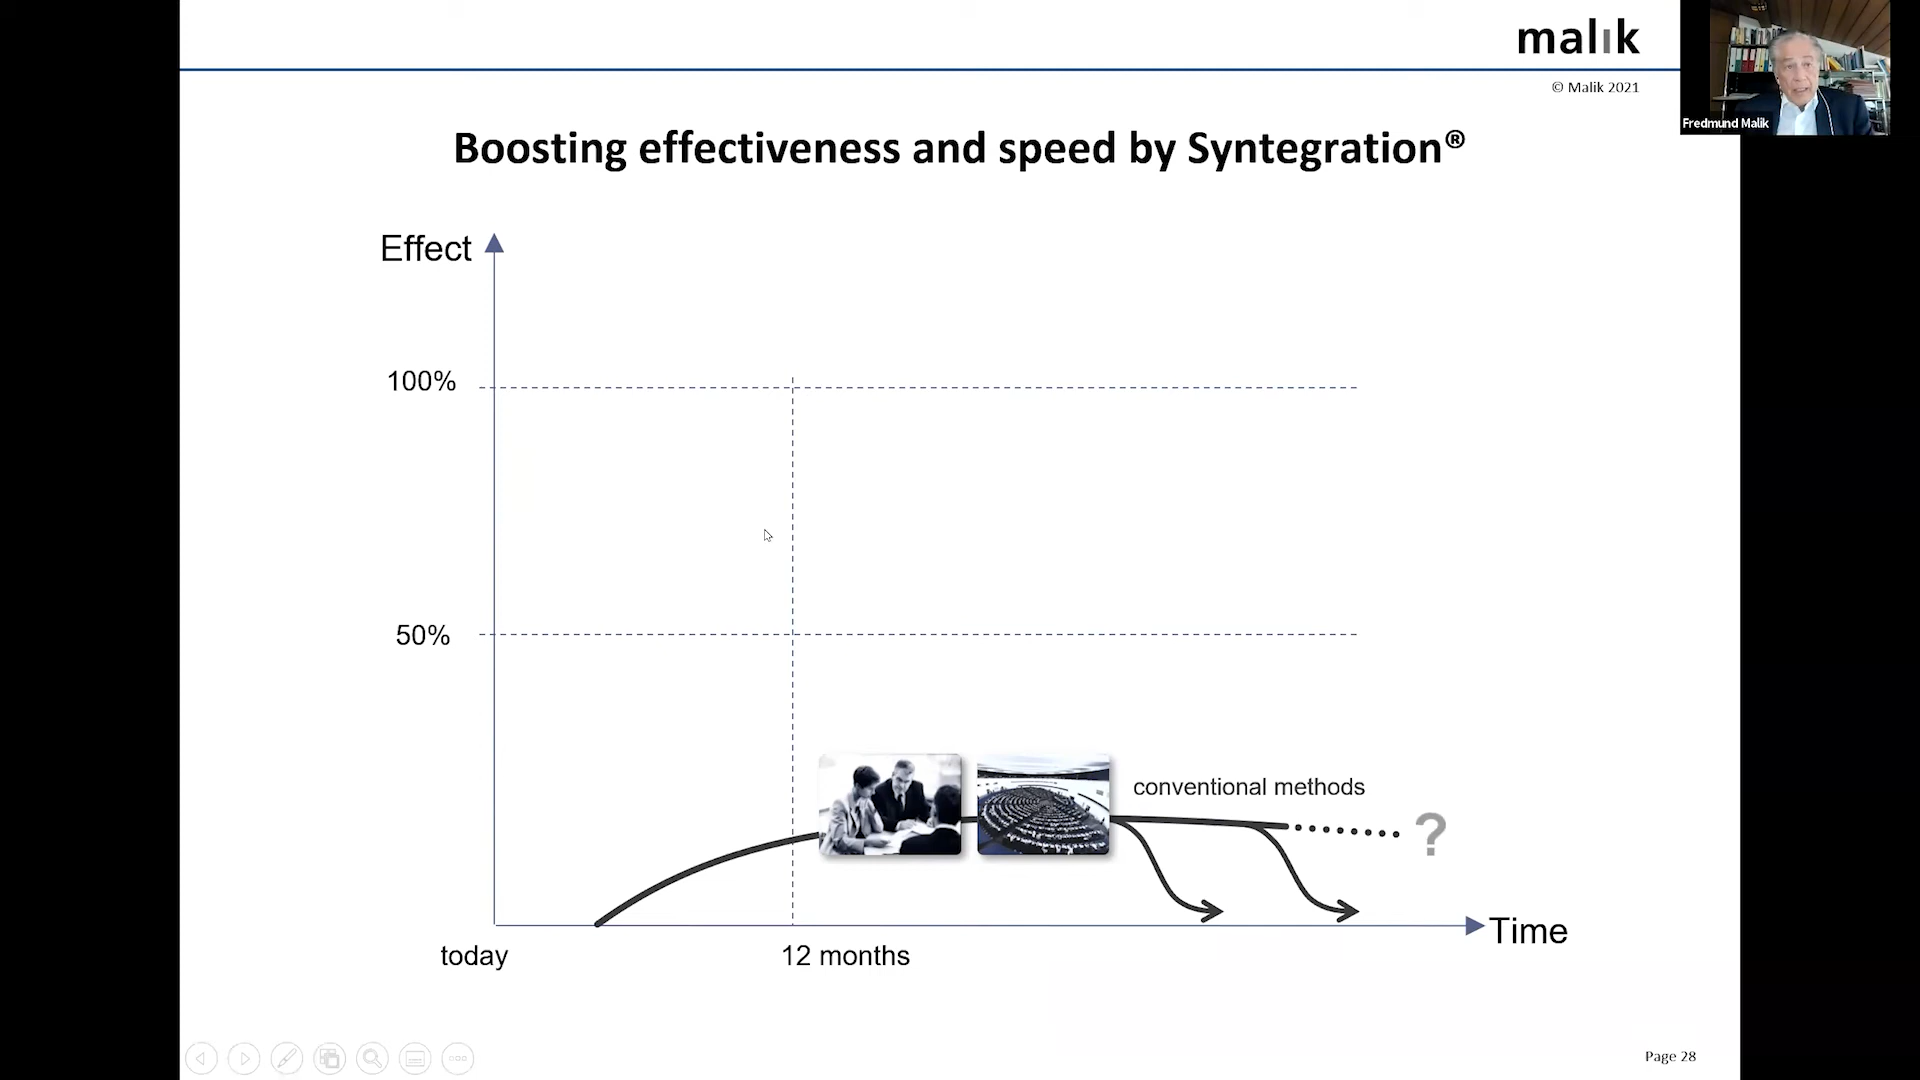 malık
© Malik 2021
Fredmund Malik
Boosting effectiveness and speed by Syntegration®
Effect
100%
50%
conventional methods
?
Time
today
12 months
Page 28